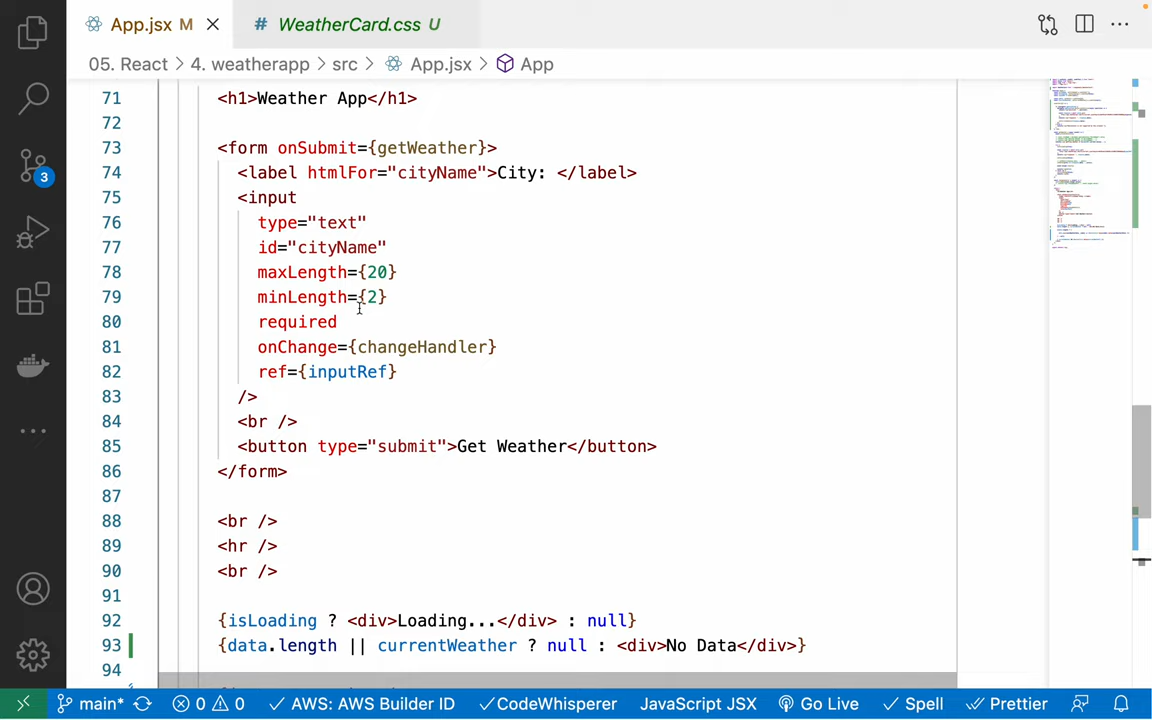 App.jsx M
# WeatherCard.css U
05. React > 4. weatherapp > src > App.jsx > App
71 <h1>Weather App</h1>
72
73 <form onSubmit={getWeather}>
74 <label htmlFor="cityName">City: </label>
75 <input
76 type="text"
77 id="cityName"
78 maxLength={20}
79 minLength={2}
80 required
81 onChange={changeHandler}
82 ref={inputRef}
83 />
84 <br />
85 <button type="submit">Get Weather</button>
86 </form>
87
88 <br />
89 <hr />
90 <br />
91
92 {isLoading ? <div>Loading...</div> : null}
93 {data.length || currentWeather ? null : <div>No Data</div>}
94
3
main* 0 0 AWS: AWS Builder ID CodeWhisperer JavaScript JSX Go Live Spell Prettier